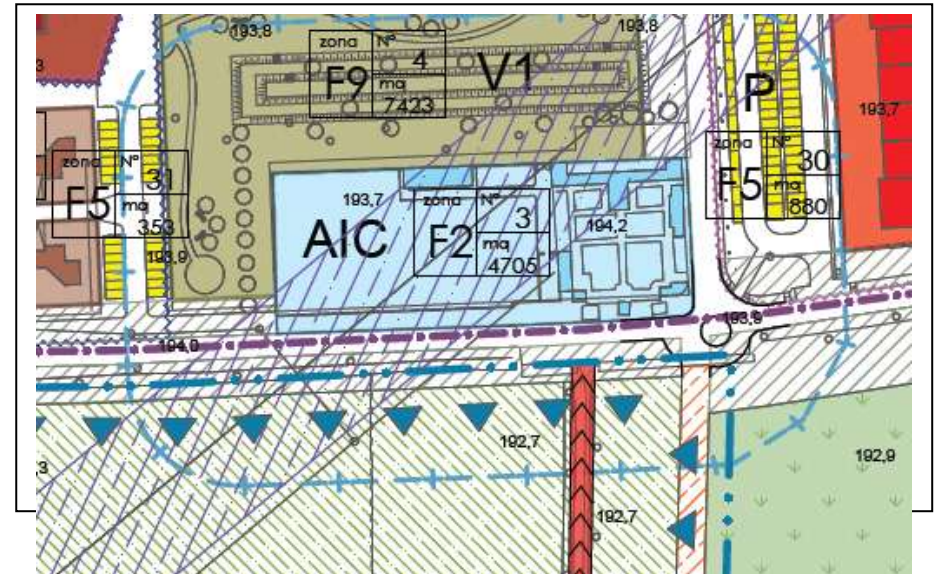 193,8
193,8
zona N°
F9 4
mq
7423
V1
P
193,7
zona N°
F5 31
mq
353
193,9
zona N°
F5 30
mq
880
193,7
AIC
zona N°
F2 3
mq
4705
194,2
193,9
194,0
192,7
192,9
192,7